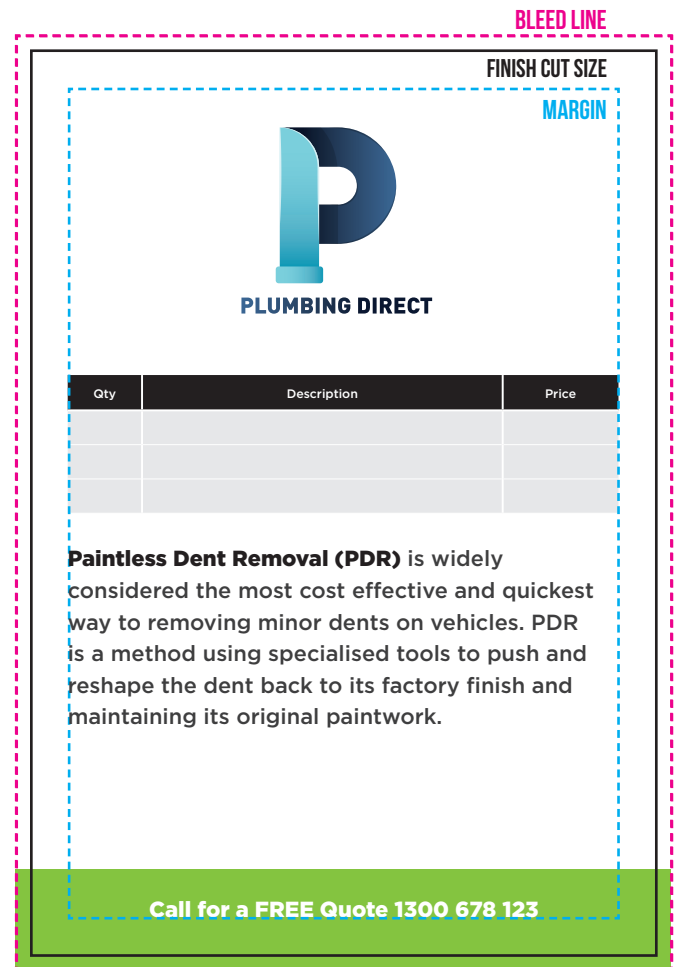 BLEED LINE
FINISH CUT SIZE
MARGIN
PLUMBING DIRECT
Qty Description Price
Paintless Dent Removal (PDR) is widely
considered the most cost effective and quickest
way to removing minor dents on vehicles. PDR
is a method using specialised tools to push and
reshape the dent back to its factory finish and
maintaining its original paintwork.
Call for a FREE Quote 1300 678 123